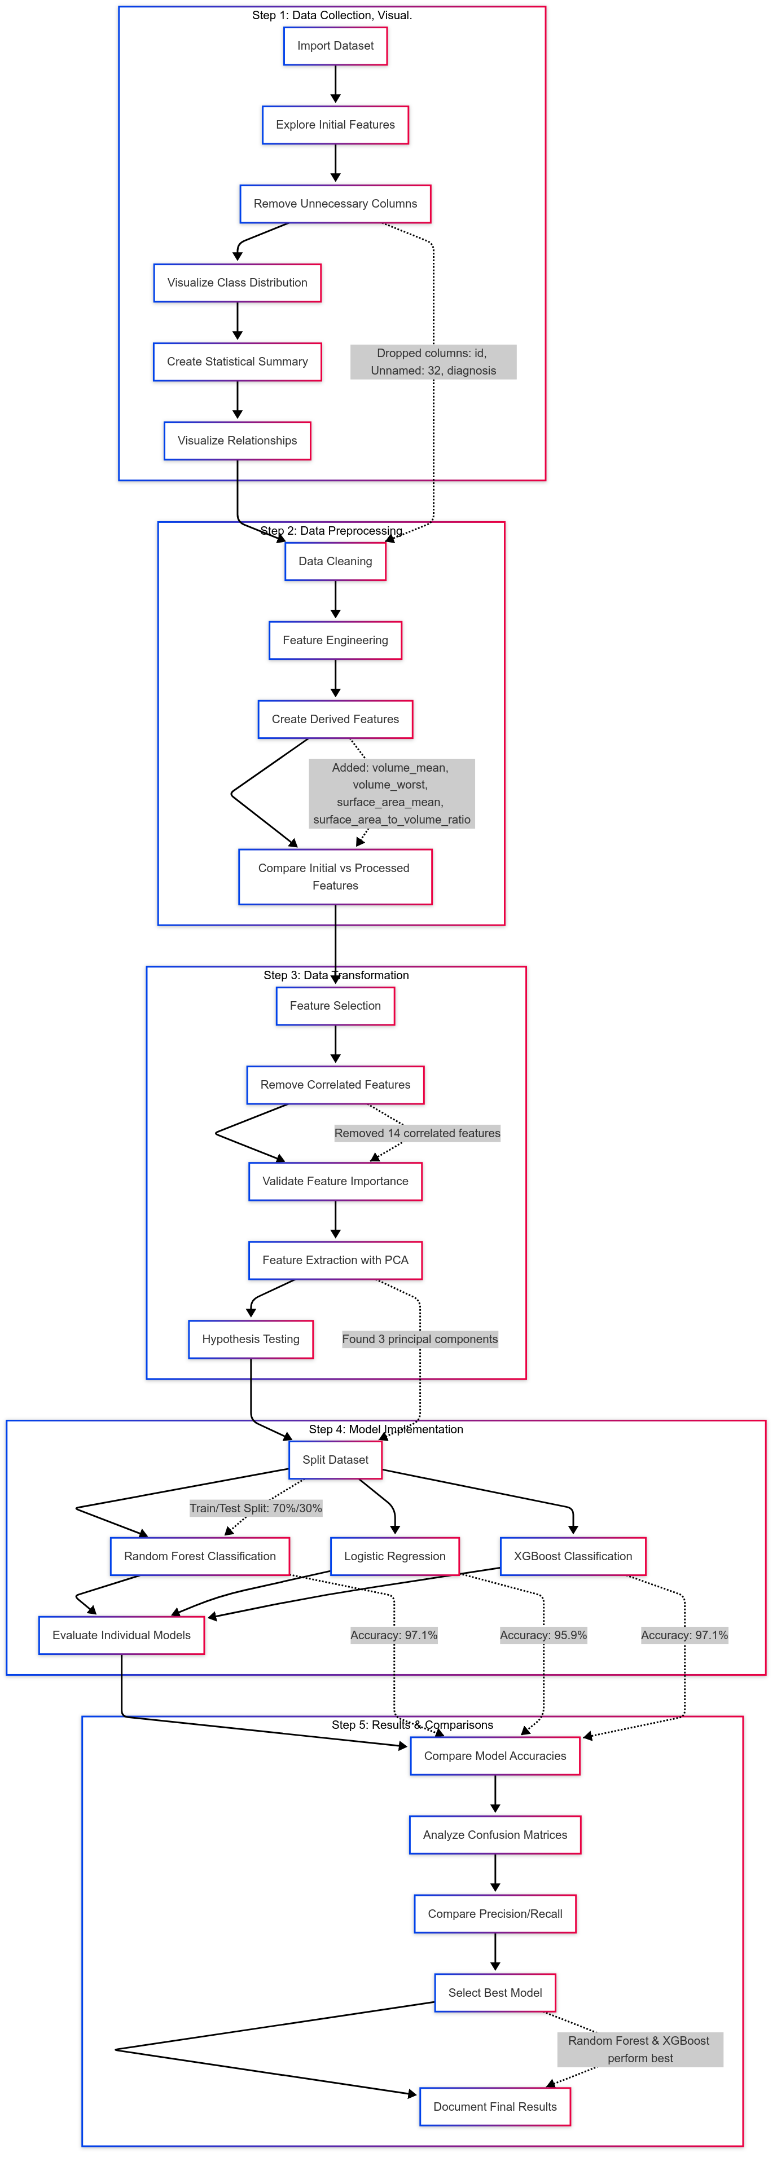 Step 1: Data Collection, Visual.
Import Dataset
Explore Initial Features
Remove Unnecessary Columns
Visualize Class Distribution
Create Statistical Summary
Dropped columns: id,
Unnamed: 32, diagnosis
Visualize Relationships
Step 2: Data Preprocessing
Data Cleaning
Feature Engineering
Create Derived Features
Added: volume_mean,
volume_worst,
surface_area_mean,
surface_area_to_volume_ratio
Compare Initial vs Processed
Features
Step 3: Data Transformation
Feature Selection
Remove Correlated Features
Removed 14 correlated features
Validate Feature Importance
Feature Extraction with PCA
Hypothesis Testing
Found 3 principal components
Step 4: Model Implementation
Split Dataset
Train/Test Split: 70%/30%
Random Forest Classification
Logistic Regression
XGBoost Classification
Evaluate Individual Models
Accuracy: 97.1%
Accuracy: 95.9%
Accuracy: 97.1%
Step 5: Results & Comparisons
Compare Model Accuracies
Analyze Confusion Matrices
Compare Precision/Recall
Select Best Model
Random Forest & XGBoost
perform best
Document Final Results